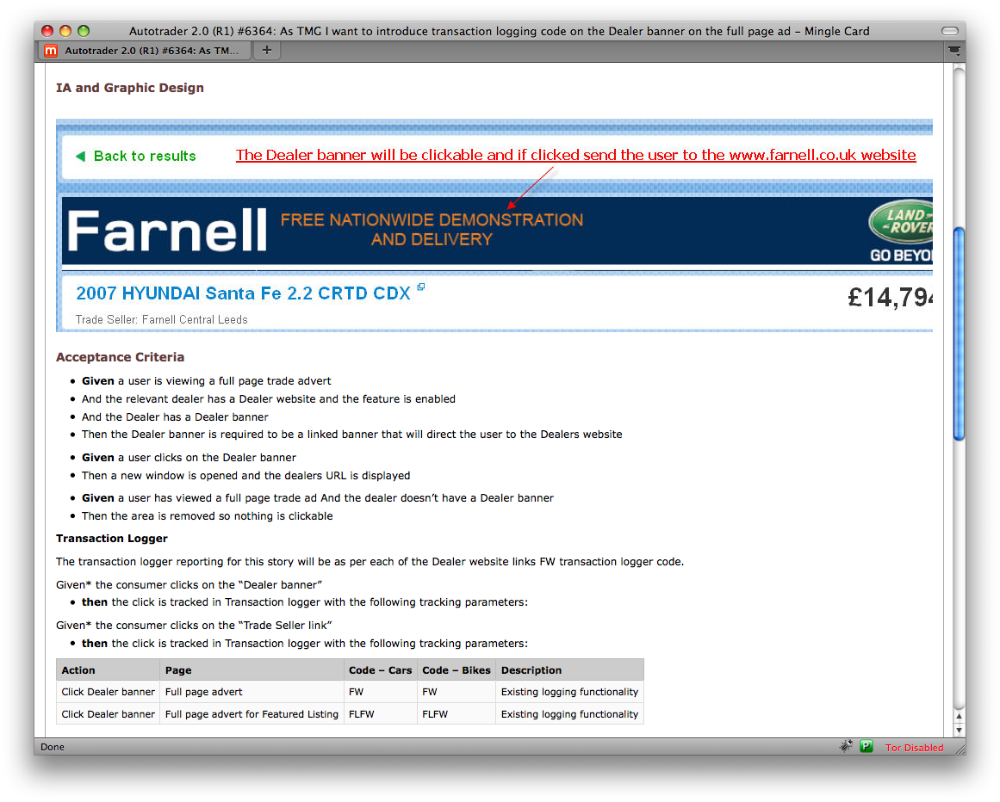 Autotrader 2.0 (R1) #6364: As TMG I want to introduce transaction logging code on the Dealer banner on the full page ad – Mingle Card
m Autotrader 2.0 (R1) #6364: As TM... +
IA and Graphic Design
Back to results
The Dealer banner will be clickable and if clicked send the user to the www.farnell.co.uk website
Farnell
FREE NATIONWIDE DEMONSTRATION
AND DELIVERY
LAND-
-ROVER
GO BEYO
2007 HYUNDAI Santa Fe 2.2 CRTD CDX
£14,794
Trade Seller: Farnell Central Leeds
Acceptance Criteria
• Given a user is viewing a full page trade advert
• And the relevant dealer has a Dealer website and the feature is enabled
• And the Dealer has a Dealer banner
• Then the Dealer banner is required to be a linked banner that will direct the user to the Dealers website
• Given a user clicks on the Dealer banner
• Then a new window is opened and the dealers URL is displayed
• Given a user has viewed a full page trade ad And the dealer doesn’t have a Dealer banner
• Then the area is removed so nothing is clickable
Transaction Logger
The transaction logger reporting for this story will be as per each of the Dealer website links FW transaction logger code.
Given* the consumer clicks on the “Dealer banner”
• then the click is tracked in Transaction logger with the following tracking parameters:
Given* the consumer clicks on the “Trade Seller link”
• then the click is tracked in Transaction logger with the following tracking parameters:
Action Page Code – Cars Code – Bikes Description
Click Dealer banner Full page advert FW FW Existing logging functionality
Click Dealer banner Full page advert for Featured Listing FLFW FLFW Existing logging functionality
Done P Tor Disabled